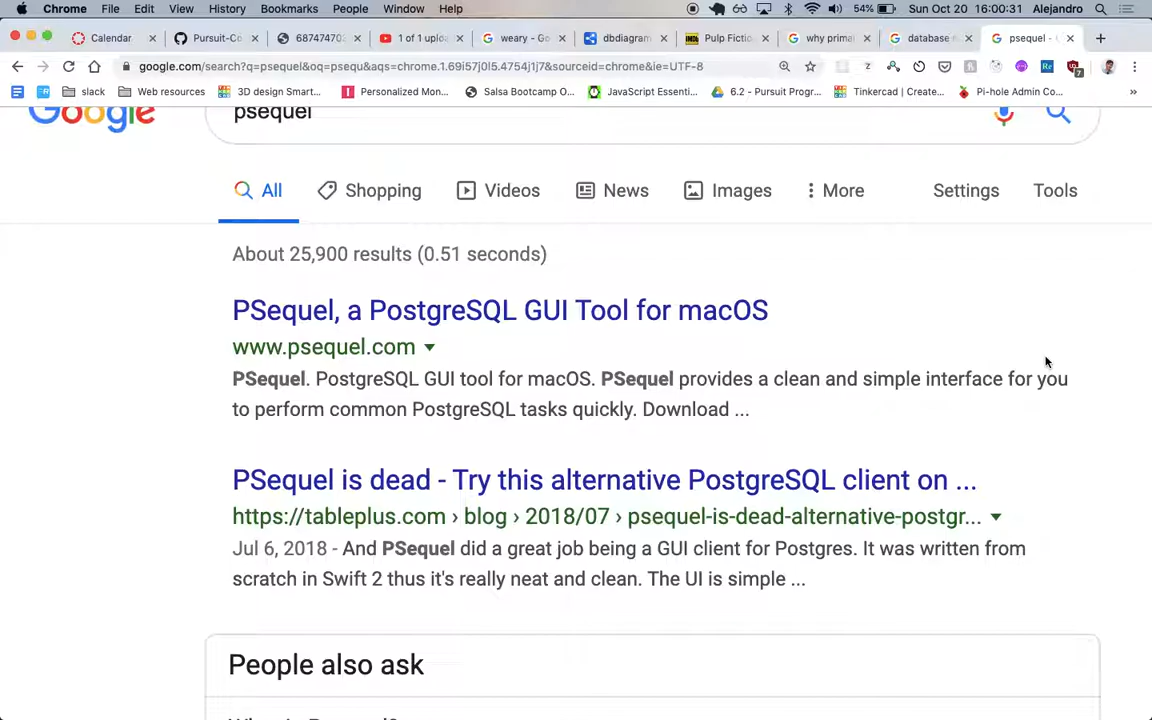 Chrome File Edit View History Bookmarks People Window Help 54% Sun Oct 20 16:00:31 Alejandro
Calendar Pursuit-Co 687474703 1 of 1 uploa weary - Go dbdiagram Pulp Fictio why prima database n psequel -
google.com/search?q=psequel&oq=psequ&aqs=chrome.1.69i57j0l5.4754j1j7&sourceid=chrome&ie=UTF-8
slack Web resources 3D design Smart... Personalized Mon... Salsa Bootcamp O... JavaScript Essenti... 6.2 - Pursuit Progr... Tinkercad | Create... Pi-hole Admin Co... »
Google psequel
All Shopping Videos News Images More Settings Tools
About 25,900 results (0.51 seconds)
PSequel, a PostgreSQL GUI Tool for macOS
www.psequel.com
PSequel. PostgreSQL GUI tool for macOS. PSequel provides a clean and simple interface for you
to perform common PostgreSQL tasks quickly. Download ...
PSequel is dead - Try this alternative PostgreSQL client on ...
https://tableplus.com › blog › 2018/07 › psequel-is-dead-alternative-postgr...
Jul 6, 2018 - And PSequel did a great job being a GUI client for Postgres. It was written from
scratch in Swift 2 thus it's really neat and clean. The UI is simple ...
People also ask